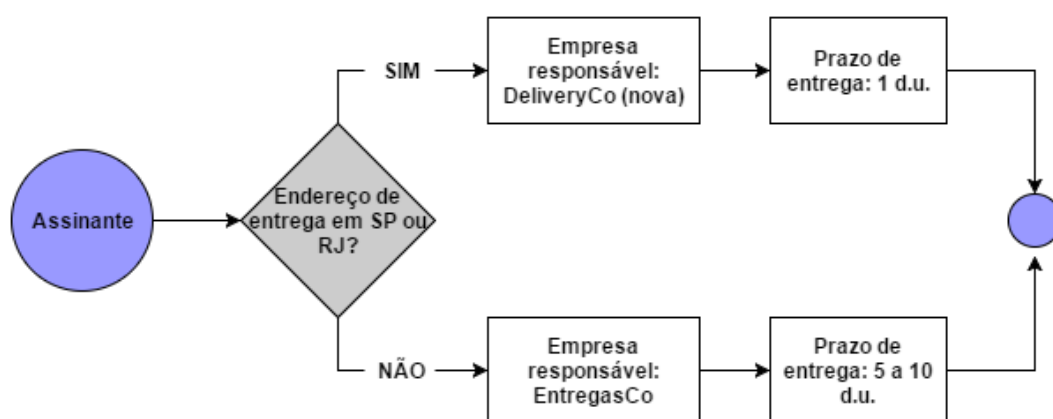 Assinante
Endereço de
entrega em SP ou
RJ?
SIM
Empresa
responsável:
DeliveryCo (nova)
Prazo de
entrega: 1 d.u.
NÃO
Empresa
responsável:
EntregasCo
Prazo de
entrega: 5 a 10
d.u.